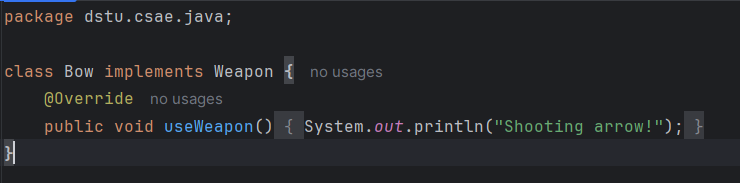 package dstu.csae.java;
class Bow implements Weapon { no usages
@Override no usages
public void useWeapon() { System.out.println("Shooting arrow!"); }
}